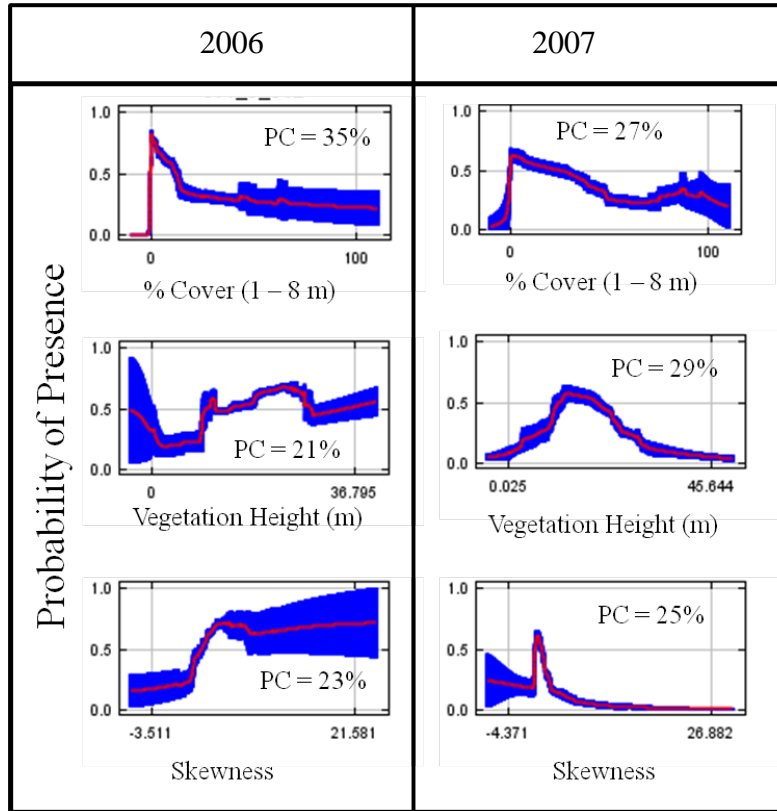 2006
2007
Probability of Presence
1.0
0.5
0.0
PC = 35%
0
100
% Cover (1 – 8 m)
1.0
0.5
0.0
PC = 27%
0
100
% Cover (1 – 8 m)
1.0
0.5
0.0
PC = 21%
0
36.795
Vegetation Height (m)
1.0
0.5
0.0
PC = 29%
0.025
45.644
Vegetation Height (m)
1.0
0.5
0.0
PC = 23%
-3.511
21.581
Skewness
1.0
0.5
0.0
PC = 25%
-4.371
26.882
Skewness